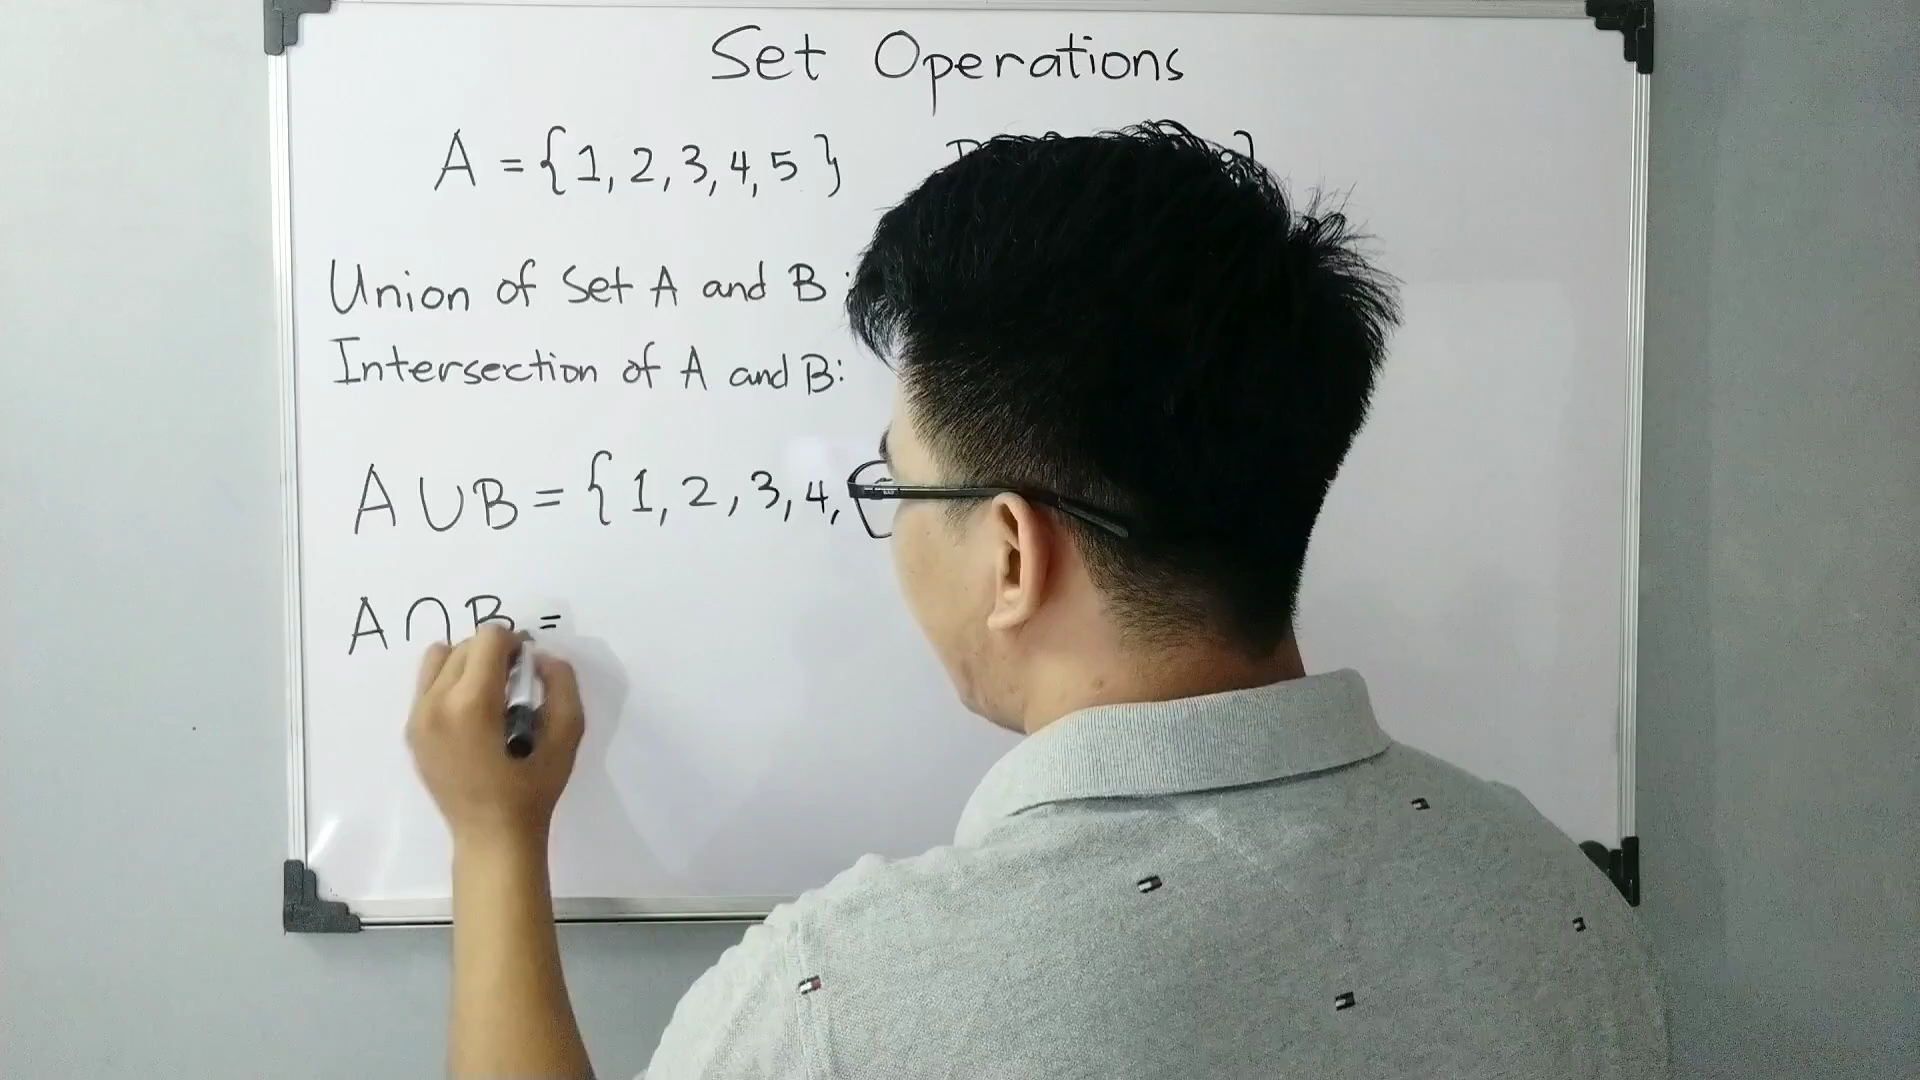 Set Operations
A = {1, 2, 3, 4, 5}
Union of Set A and B :
Intersection of A and B:
A ∪ B = { 1, 2, 3, 4,
A ∩ B =